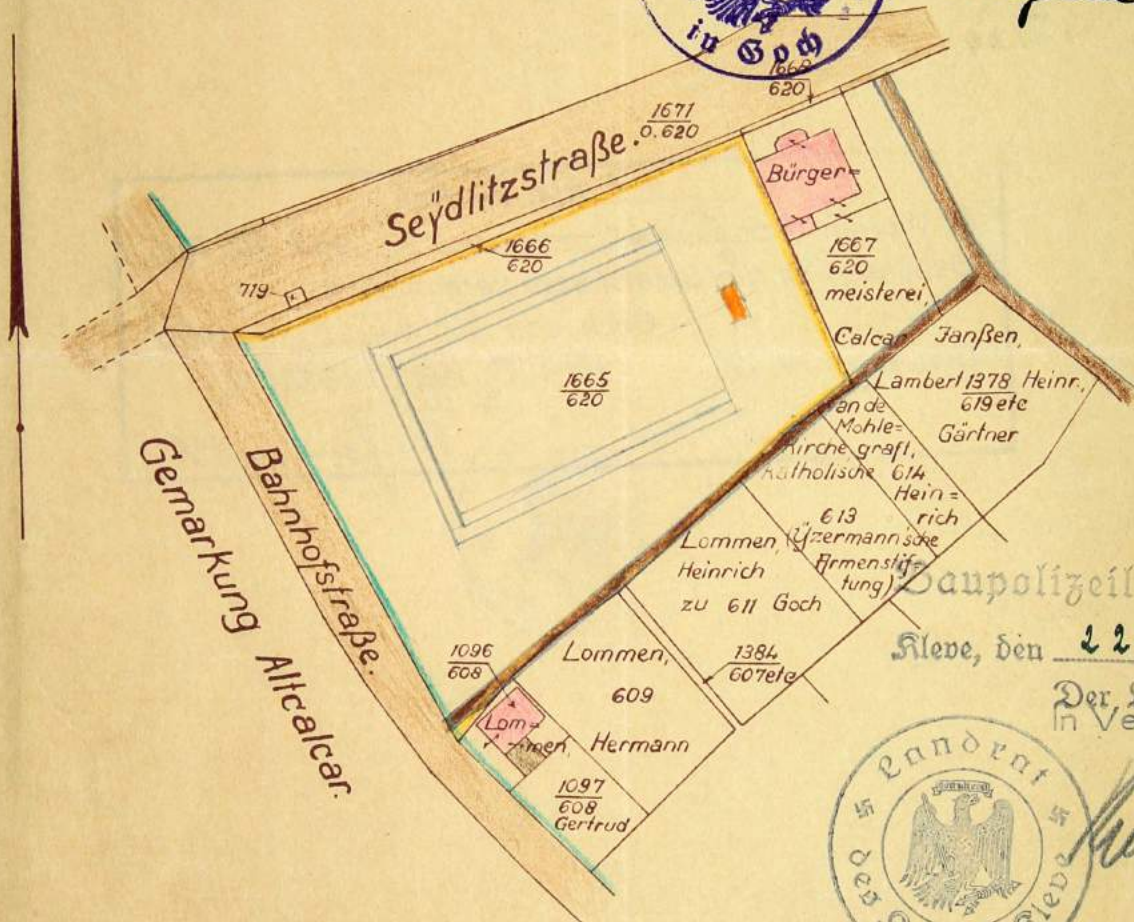 in Goch
1668
620
1671
0.620
Seÿdlitzstraße.
Bürger=
1666
620
1667
620
meisterei
Calcar
719
Janßen,
1665
620
Lambert 1378 Heinr.,
619 etc
Gärtner
van de
Mohle=
Kirche graft,
Katholische 614
Hein=
rich
613
(Yzermann'sche
Armenstif=
tung)
Lommen,
Heinrich
zu 611 Goch
Bahnhofstraße.
Gemarkung Altcalcar.
1096
608
Lommen,
609
Hermann
1384
607 etc
Lom=
men,
1097
608
Gertrud
Baupolizeil
Kleve, den 22
Der
In Ve
Landrat
Kleve